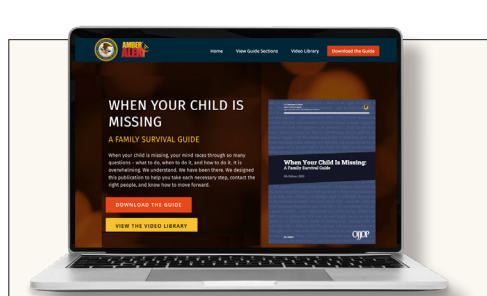 AMBER
ALERT
Home
View Guide Sections
Video Library
Download the Guide
WHEN YOUR CHILD IS
MISSING
A FAMILY SURVIVAL GUIDE
When your child is missing, your mind races through so many
questions – what to do, when to do it, and how to do it. It is
overwhelming. We understand. We have been there. We designed
this publication to help you take each necessary step, contact the
right people, and know how to move forward.
DOWNLOAD THE GUIDE
VIEW THE VIDEO LIBRARY
When Your Child Is Missing:
A Family Survival Guide
OJJDP